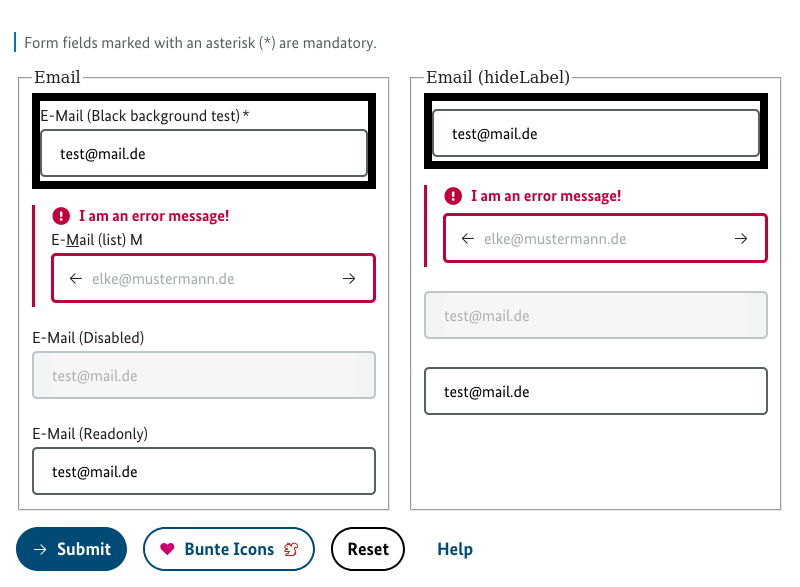 Form fields marked with an asterisk (*) are mandatory.
Email
E-Mail (Black background test) *
test@mail.de
I am an error message!
E-Mail (list) M
elke@mustermann.de
E-Mail (Disabled)
test@mail.de
E-Mail (Readonly)
test@mail.de
Email (hideLabel)
test@mail.de
I am an error message!
elke@mustermann.de
test@mail.de
test@mail.de
Submit
Bunte Icons
Reset
Help